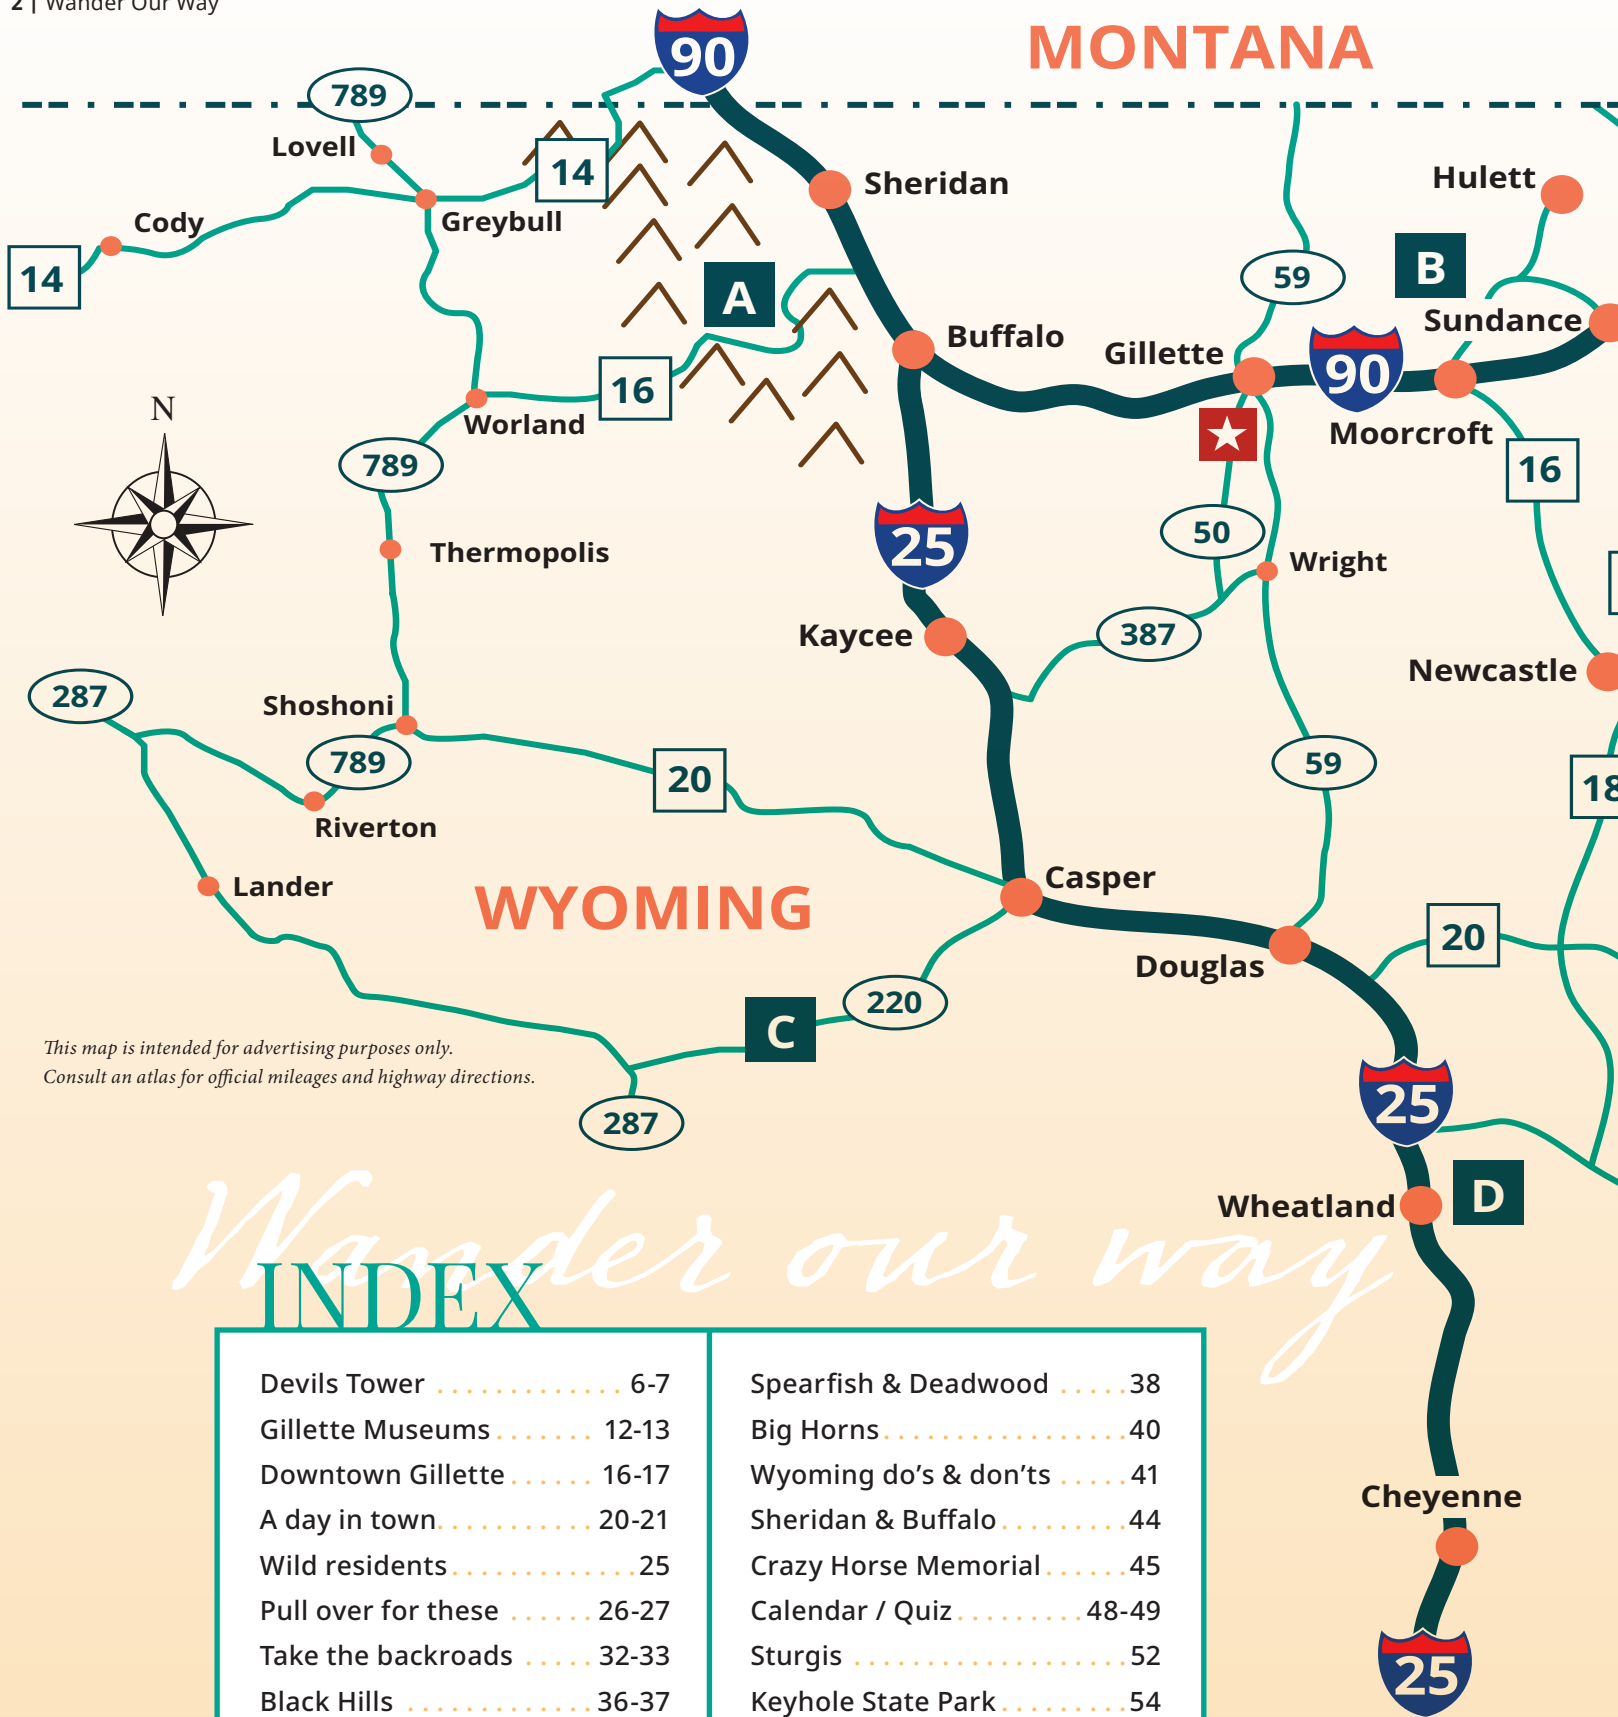 2 | Wander Our Way
MONTANA
90
789
Lovell
14
Sheridan
Hulett
Cody
Greybull
14
59
B
A
Sundance
Buffalo
Gillette
90
16
N
Worland
Moorcroft
789
16
50
25
Thermopolis
Wright
Kaycee
387
Newcastle
287
Shoshoni
789
20
59
18
Riverton
Casper
Lander
WYOMING
20
Douglas
220
C
This map is intended for advertising purposes only.
Consult an atlas for official mileages and highway directions.
25
287
Wheatland
D
Wander our way
INDEX
Devils Tower ............. 6-7
Gillette Museums ....... 12-13
Downtown Gillette ...... 16-17
A day in town ........... 20-21
Wild residents ............. 25
Pull over for these ...... 26-27
Take the backroads ..... 32-33
Black Hills ............. 36-37
Spearfish & Deadwood ..... 38
Big Horns ................. 40
Wyoming do’s & don’ts ..... 41
Sheridan & Buffalo ......... 44
Crazy Horse Memorial ...... 45
Calendar / Quiz ......... 48-49
Sturgis ................... 52
Keyhole State Park ......... 54
Cheyenne
25